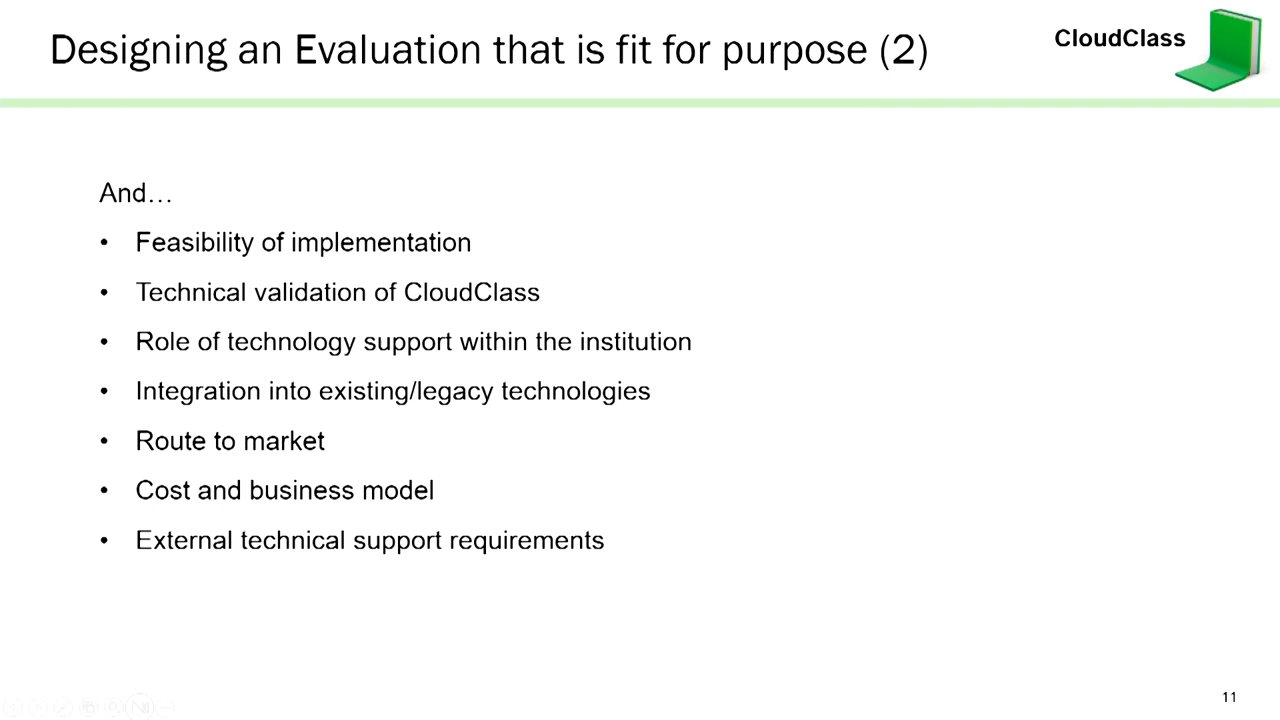 Designing an Evaluation that is fit for purpose (2)
CloudClass
And…
• Feasibility of implementation
• Technical validation of CloudClass
• Role of technology support within the institution
• Integration into existing/legacy technologies
• Route to market
• Cost and business model
• External technical support requirements
11